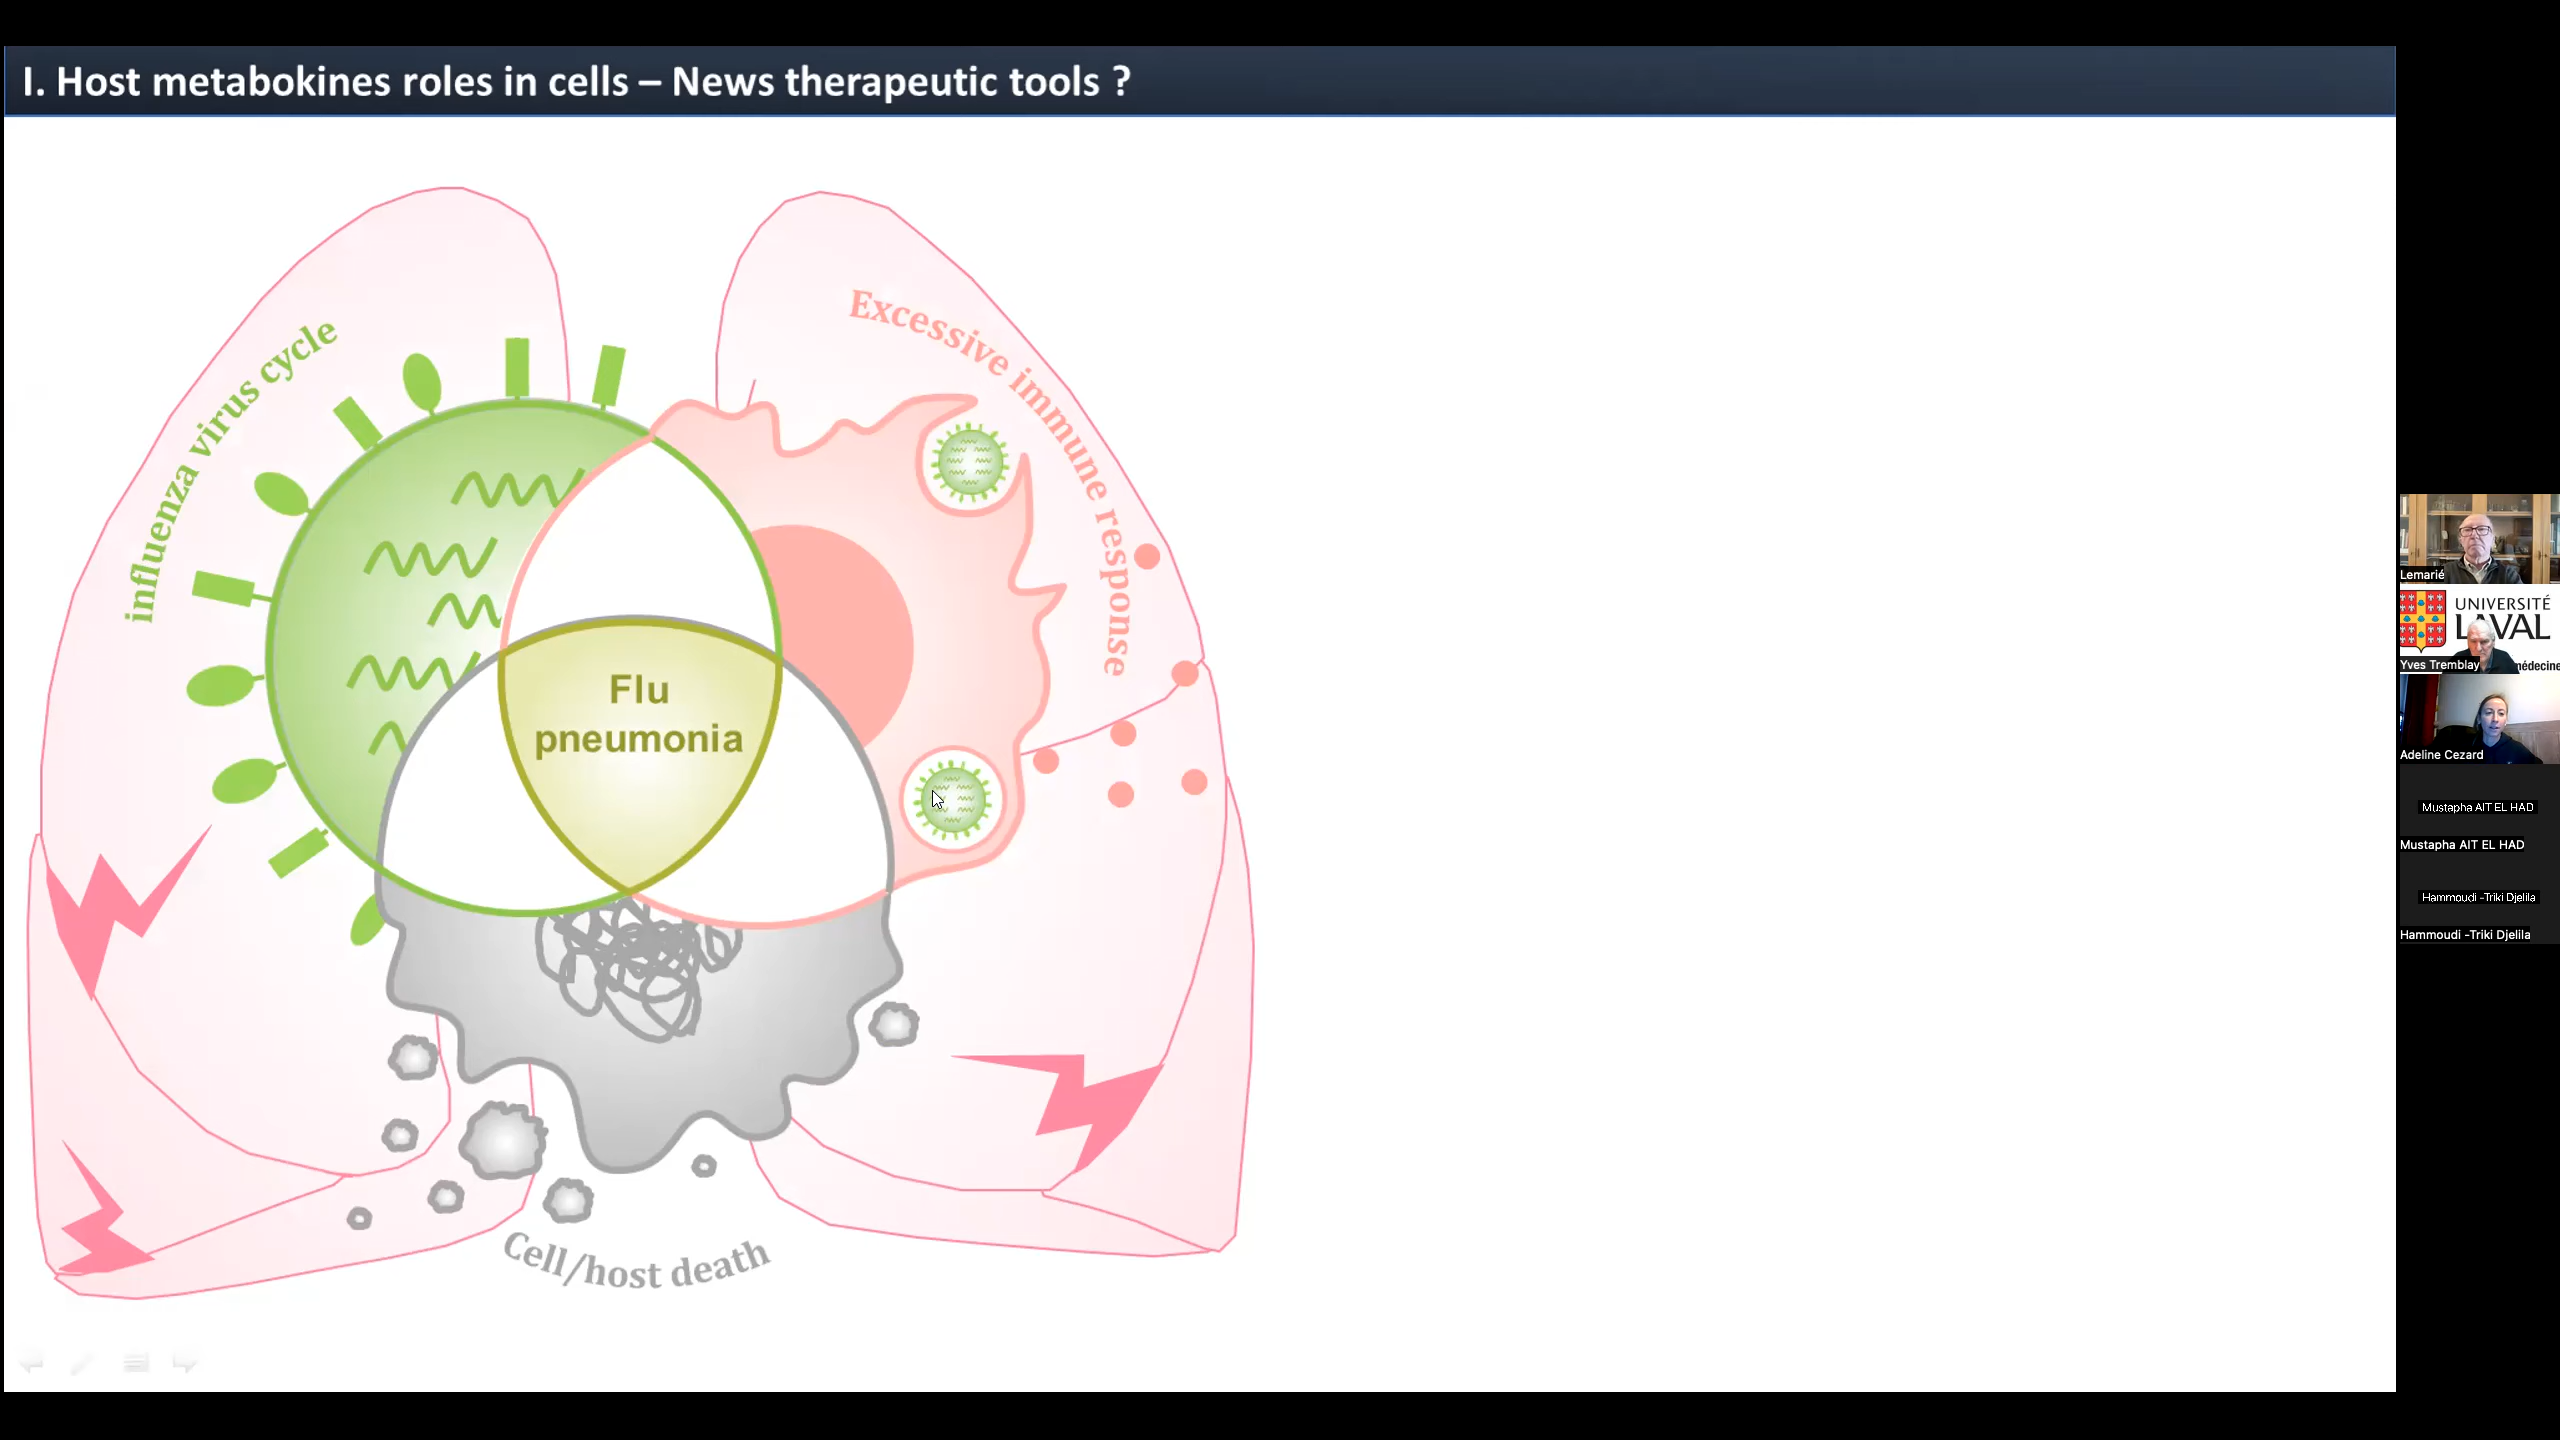 I. Host metabokines roles in cells – News therapeutic tools ?
influenza virus cycle
Excessive immune response
Flu
pneumonia
Cell/host death
Lemarié
UNIVERSITÉ
LAVAL
médecine
Yves Tremblay
Adeline Cezard
Mustapha AIT EL HAD
Mustapha AIT EL HAD
Hammoudi -Triki Djelila
Hammoudi -Triki Djelila